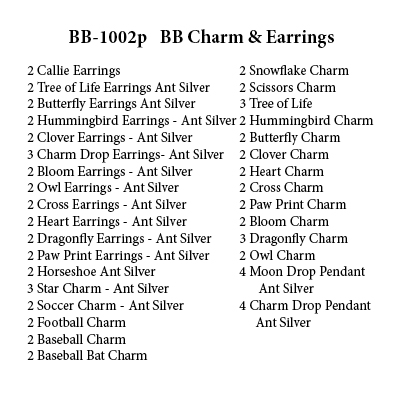 BB-1002p BB Charm & Earrings
2 Callie Earrings
2 Tree of Life Earrings Ant Silver
2 Butterfly Earrings Ant Silver
2 Hummingbird Earrings - Ant Silver
2 Clover Earrings - Ant Silver
3 Charm Drop Earrings- Ant Silver
2 Bloom Earrings - Ant Silver
2 Owl Earrings - Ant Silver
2 Cross Earrings - Ant Silver
2 Heart Earrings - Ant Silver
2 Dragonfly Earrings - Ant Silver
2 Paw Print Earrings - Ant Silver
2 Horseshoe Ant Silver
3 Star Charm - Ant Silver
2 Soccer Charm - Ant Silver
2 Football Charm
2 Baseball Charm
2 Baseball Bat Charm
2 Snowflake Charm
2 Scissors Charm
3 Tree of Life
2 Hummingbird Charm
2 Butterfly Charm
2 Clover Charm
2 Heart Charm
2 Cross Charm
2 Paw Print Charm
2 Bloom Charm
3 Dragonfly Charm
2 Owl Charm
4 Moon Drop Pendant
Ant Silver
4 Charm Drop Pendant
Ant Silver